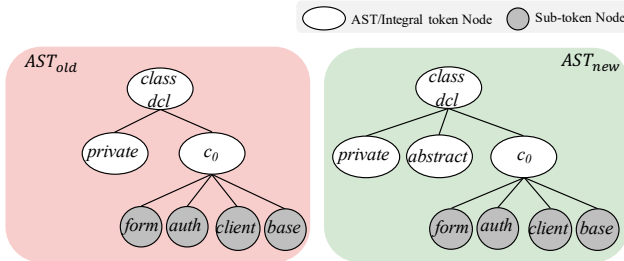 AST/Integral token Node Sub-token Node
AST_old
class
dcl
private c_0
form auth client base
AST_new
class
dcl
private abstract c_0
form auth client base